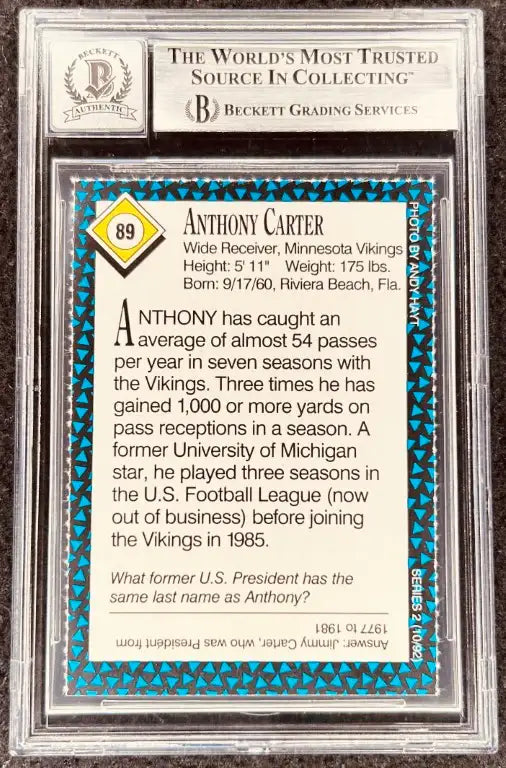 BECKETT
B
AUTHENTIC
THE WORLD'S MOST TRUSTED
SOURCE IN COLLECTING™
B BECKETT GRADING SERVICES
89
ANTHONY CARTER
Wide Receiver, Minnesota Vikings
Height: 5' 11" Weight: 175 lbs.
Born: 9/17/60, Riviera Beach, Fla.
ANTHONY has caught an
average of almost 54 passes
per year in seven seasons with
the Vikings. Three times he has
gained 1,000 or more yards on
pass receptions in a season. A
former University of Michigan
star, he played three seasons in
the U.S. Football League (now
out of business) before joining
the Vikings in 1985.
What former U.S. President has the
same last name as Anthony?
Answer: Jimmy Carter, who was President from
1977 to 1981
PHOTO BY ANDY HAYT
SERIES 2 (10/92)